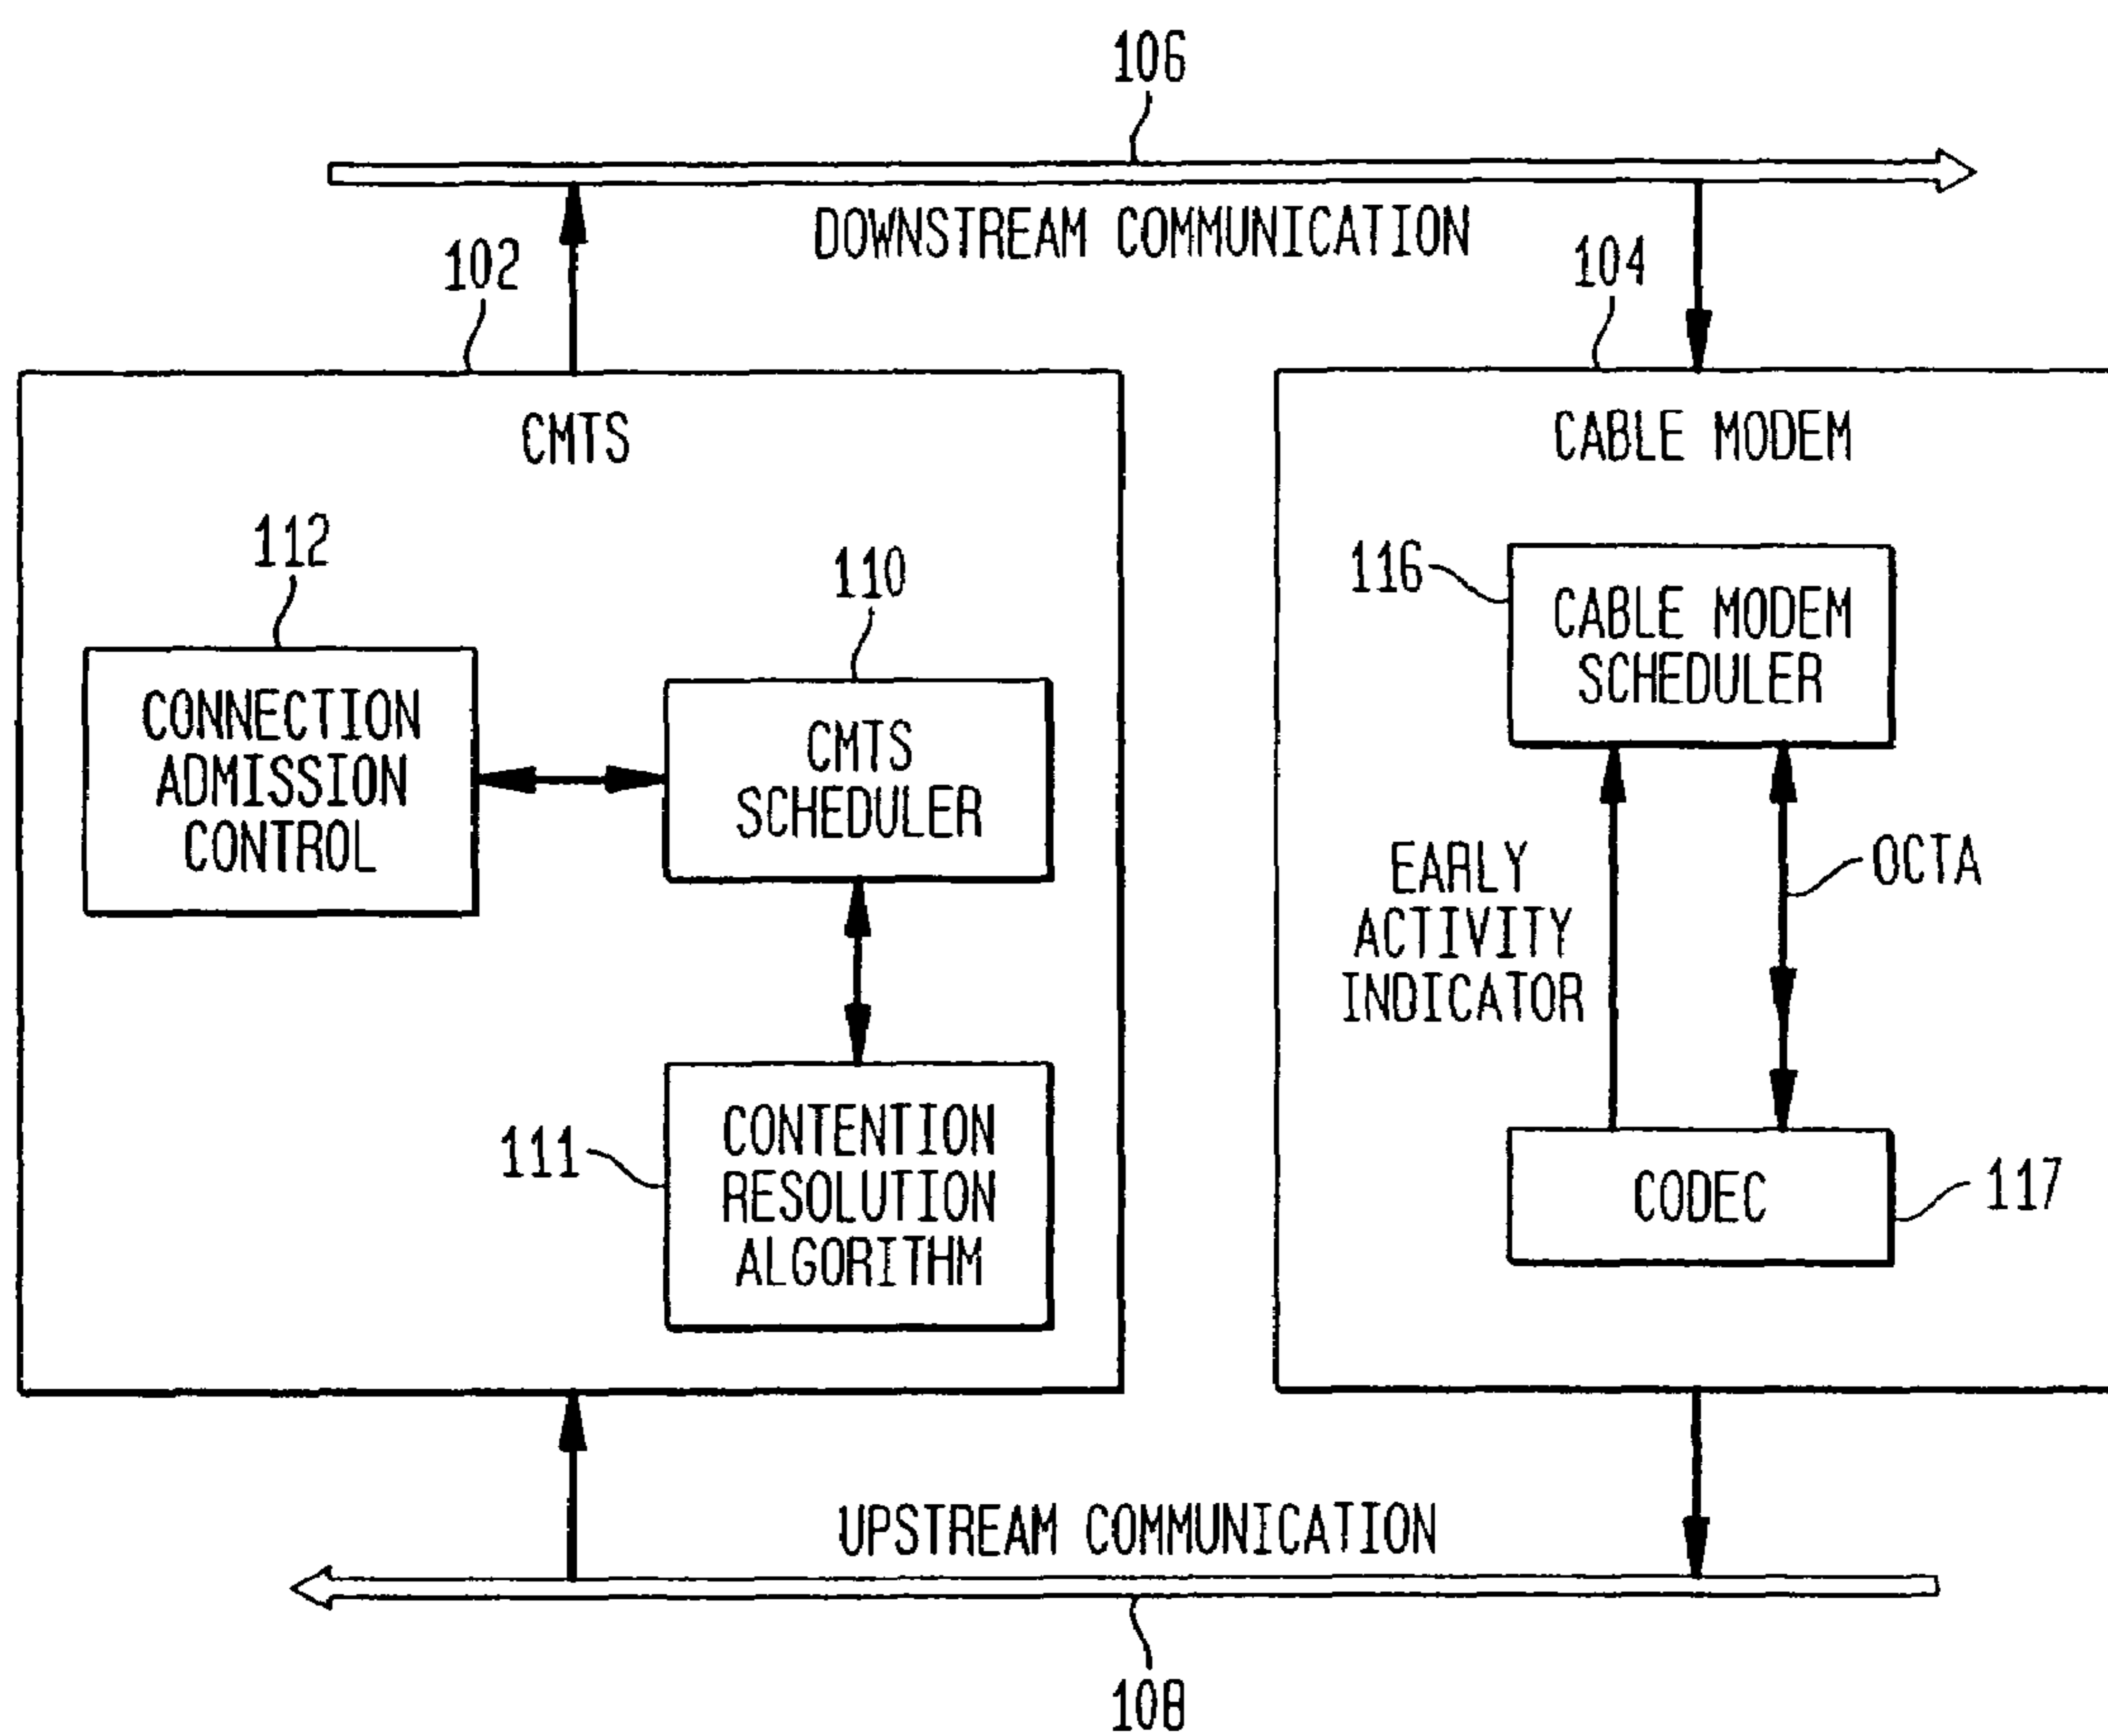 106
DOWNSTREAM COMMUNICATION
102
104
CMTS
CABLE MODEM
112
110
116
CABLE MODEM
SCHEDULER
CONNECTION
ADMISSION
CONTROL
CMTS
SCHEDULER
EARLY
ACTIVITY
INDICATOR
OCTA
111
CONTENTION
RESOLUTION
ALGORITHM
CODEC
117
UPSTREAM COMMUNICATION
108